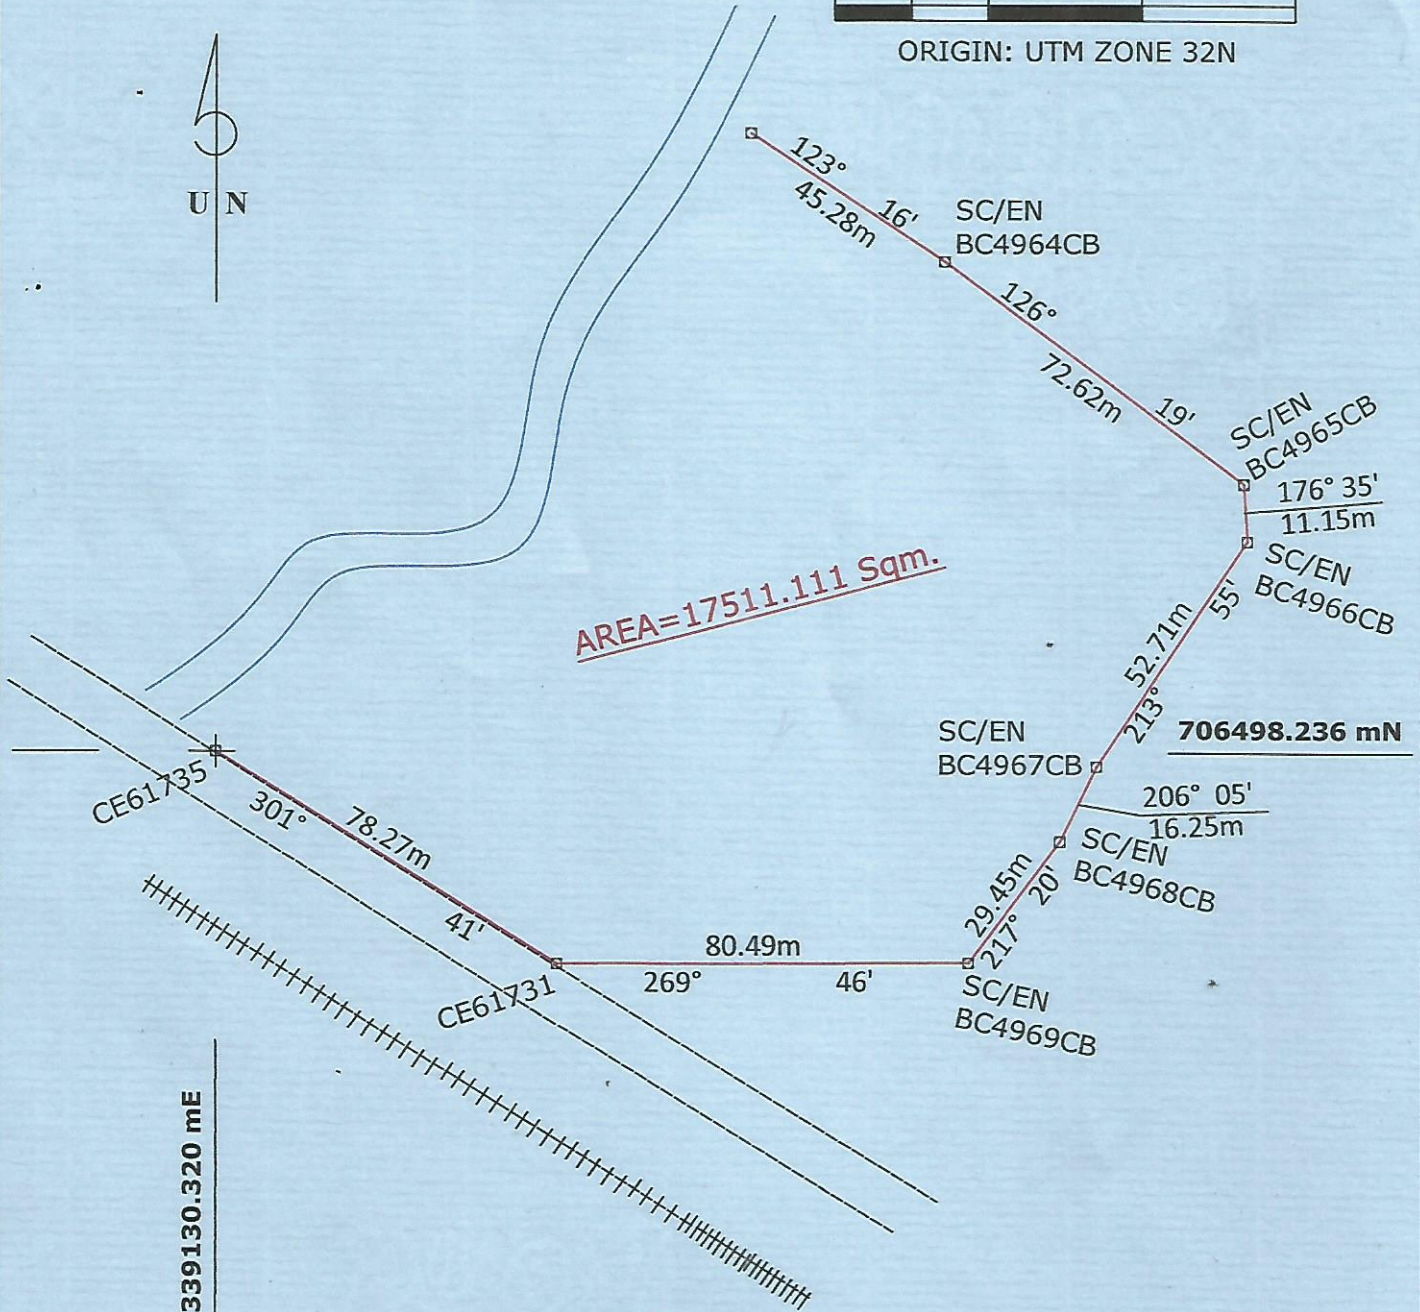 ORIGIN: UTM ZONE 32N
U N
123° 16'
45.28m
SC/EN
BC4964CB
126° 19'
72.62m
SC/EN
BC4965CB
176° 35'
11.15m
SC/EN
BC4966CB
AREA=17511.111 Sqm.
52.71m
213° 55'
706498.236 mN
SC/EN
BC4967CB
206° 05'
16.25m
SC/EN
BC4968CB
29.45m
217° 20'
CE61735
78.27m
301° 41'
80.49m
269° 46'
CE61731
SC/EN
BC4969CB
339130.320 mE